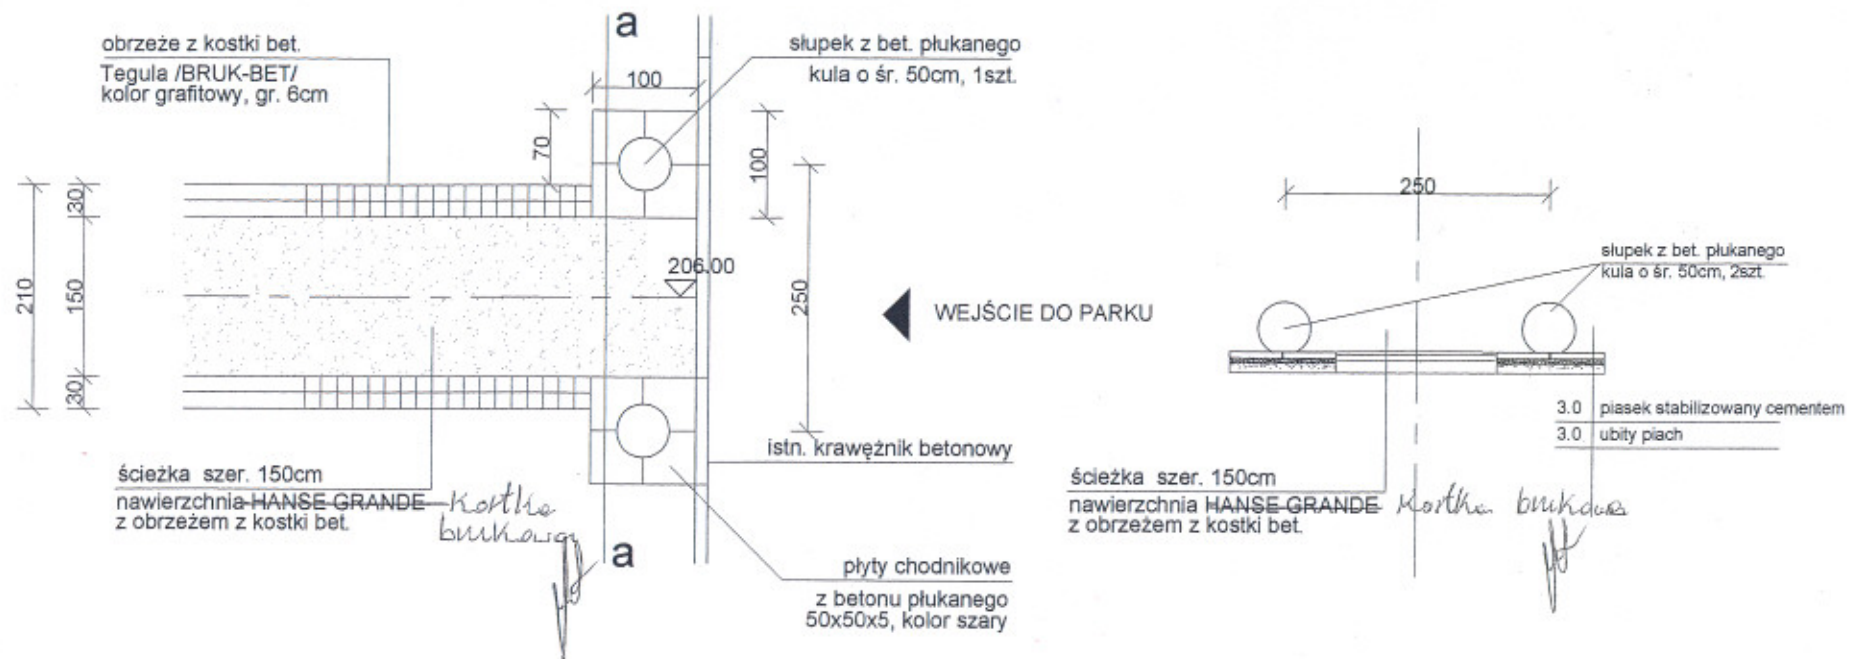 a
obrzeże z kostki bet.
Tegula /BRUK-BET/
kolor grafitowy, gr. 6cm
słupek z bet. płukanego
kula o śr. 50cm, 1szt.
100
70
100
30
210
150
30
206.00
250
WEJŚCIE DO PARKU
istn. krawężnik betonowy
ścieżka szer. 150cm
nawierzchnia HANSE GRANDE kostka
brukowa
z obrzeżem z kostki bet.
a
płyty chodnikowe
z betonu płukanego
50x50x5, kolor szary
250
słupek z bet. płukanego
kula o śr. 50cm, 2szt.
3.0 piasek stabilizowany cementem
3.0 ubity piach
ścieżka szer. 150cm
nawierzchnia HANSE GRANDE kostka brukowa
z obrzeżem z kostki bet.